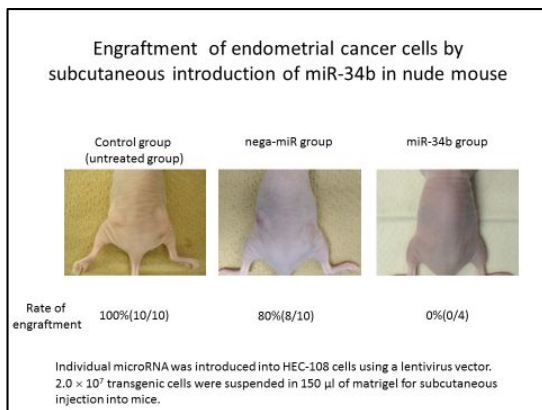 Engraftment of endometrial cancer cells by
subcutaneous introduction of miR-34b in nude mouse
Control group
(untreated group)
nega-miR group
miR-34b group
Rate of
engraftment
100%(10/10)
80%(8/10)
0%(0/4)
Individual microRNA was introduced into HEC-108 cells using a lentivirus vector.
2.0 × 10⁷ transgenic cells were suspended in 150 µl of matrigel for subcutaneous
injection into mice.